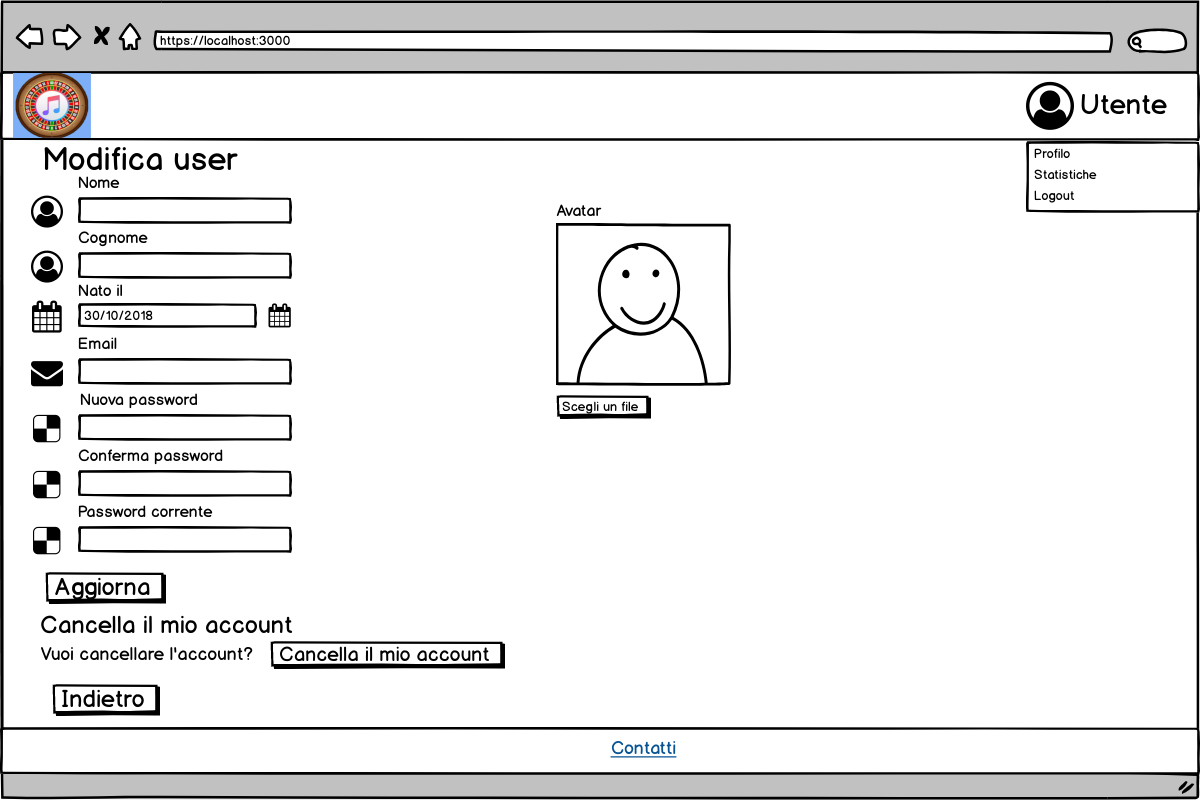 https://localhost:3000
Utente
Profilo
Statistiche
Logout
Modifica user
Nome
Cognome
Nato il
30/10/2018
Email
Nuova password
Conferma password
Password corrente
Avatar
Scegli un file
Aggiorna
Cancella il mio account
Vuoi cancellare l'account? Cancella il mio account
Indietro
Contatti